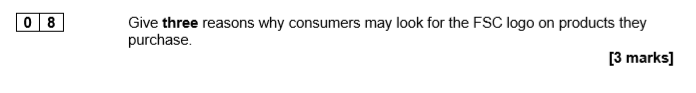 0 8 Give three reasons why consumers may look for the FSC logo on products they
purchase.
[3 marks]